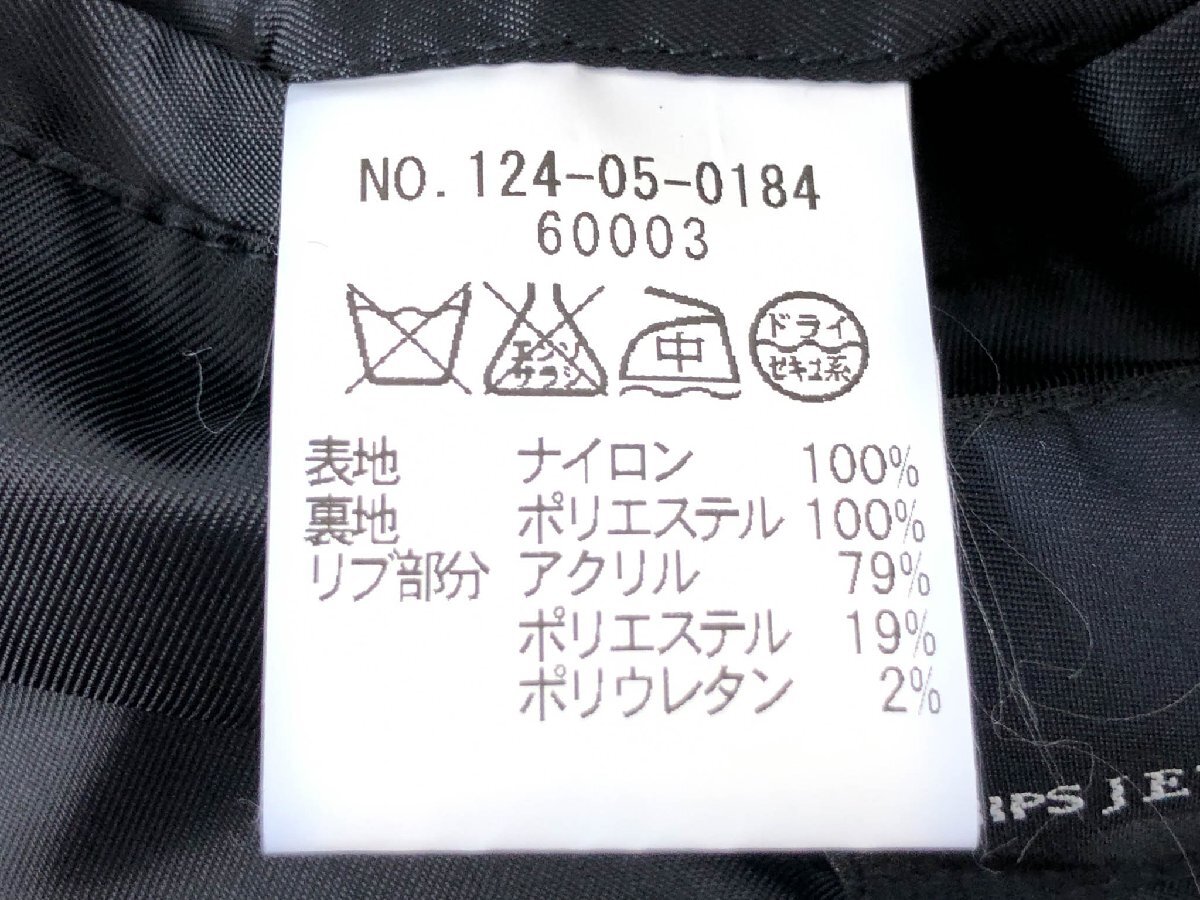 NO. 124-05-0184
60003
エンソ
サラシ
中
ドライ
セキユ系
表地 ナイロン 100%
裏地 ポリエステル 100%
リブ部分 アクリル 79%
ポリエステル 19%
ポリウレタン 2%
IPS JE